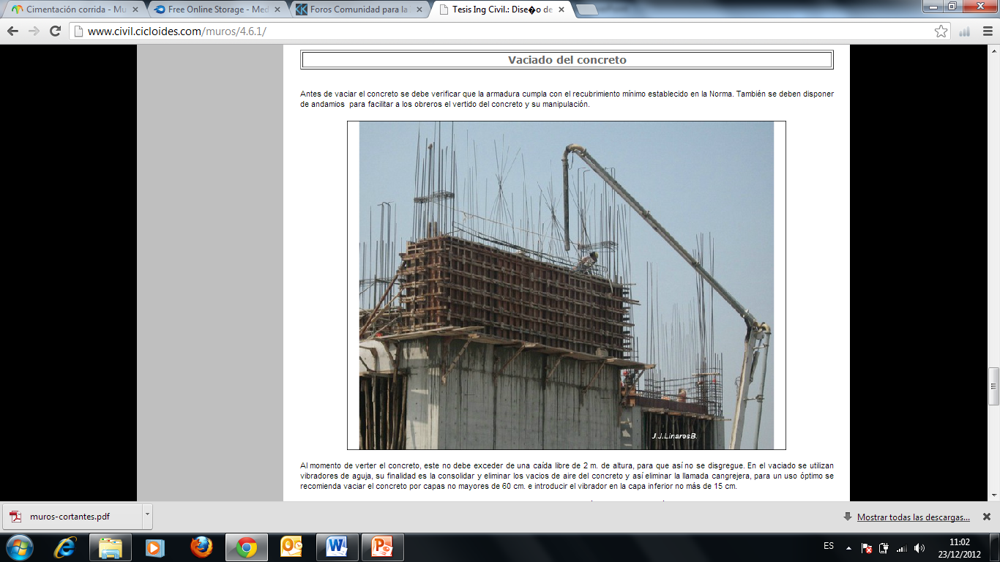 Cimentación corrida - Mu
Free Online Storage - Med
Foros Comunidad para la
Tesis Ing Civil.: Dise�o de
www.civil.cicloides.com/muros/4.6.1/
Vaciado del concreto
Antes de vaciar el concreto se debe verificar que la armadura cumpla con el recubrimiento mínimo establecido en la Norma. También se deben disponer
de andamios para facilitar a los obreros el vertido del concreto y su manipulación.
J.J.LinaresB.
Al momento de verter el concreto, este no debe exceder de una caída libre de 2 m. de altura, para que así no se disgregue. En el vaciado se utilizan
vibradores de aguja, su finalidad es la consolidar y eliminar los vacios de aire del concreto y así eliminar la llamada cangrejera, para un uso óptimo se
recomienda vaciar el concreto por capas no mayores de 60 cm. e introducir el vibrador en la capa inferior no más de 15 cm.
muros-cortantes.pdf
Mostrar todas las descargas...
ES
11:02
23/12/2012